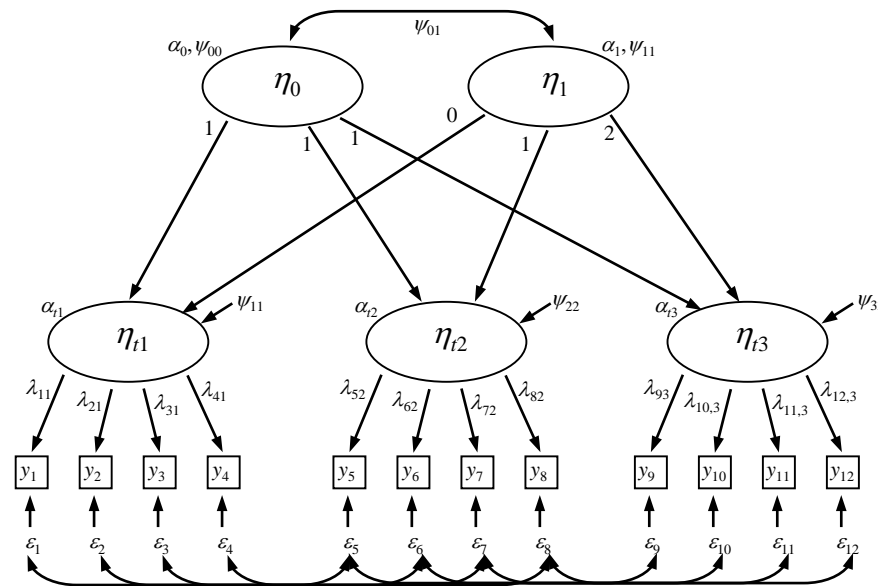 ψ₀₁
α₀, ψ₀₀
α₁, ψ₁₁
η₀
η₁
1
1
1
0
1
2
αₜ₁
ψ₁₁
αₜ₂
ψ₂₂
αₜ₃
ψ₃
ηₜ₁
ηₜ₂
ηₜ₃
λ₁₁
λ₂₁
λ₃₁
λ₄₁
λ₅₂
λ₆₂
λ₇₂
λ₈₂
λ₉₃
λ₁₀,₃
λ₁₁,₃
λ₁₂,₃
y₁
y₂
y₃
y₄
y₅
y₆
y₇
y₈
y₉
y₁₀
y₁₁
y₁₂
ε₁
ε₂
ε₃
ε₄
ε₅
ε₆
ε₇
ε₈
ε₉
ε₁₀
ε₁₁
ε₁₂